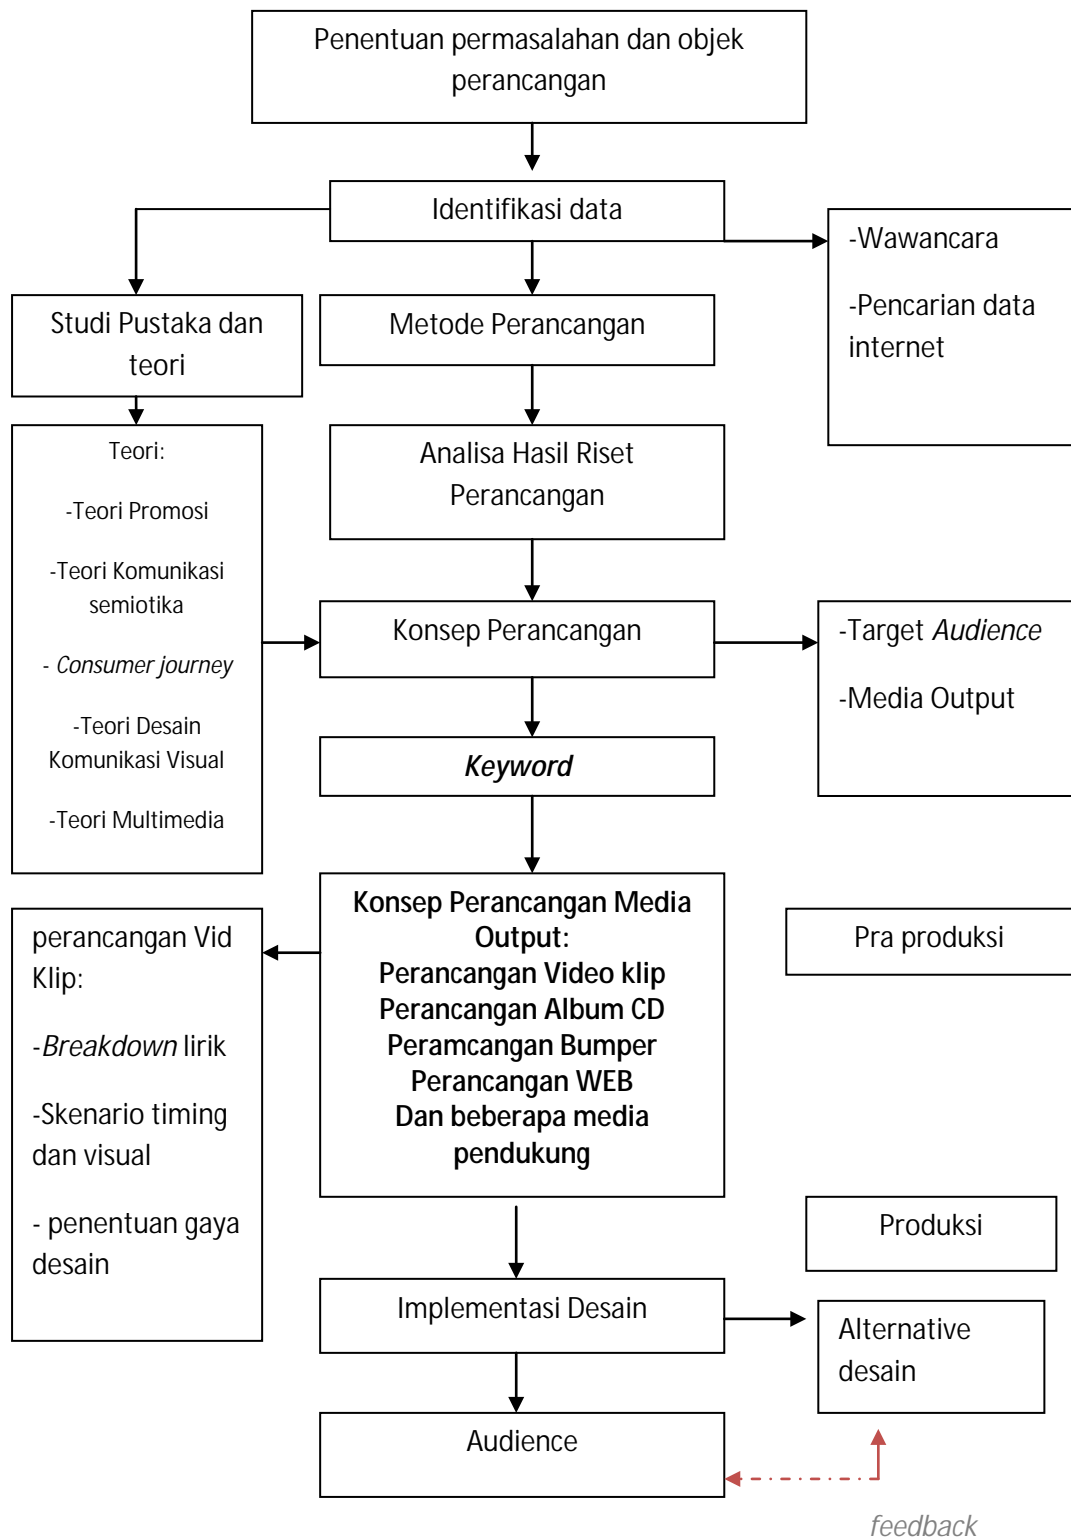 Penentuan permasalahan dan objek
perancangan
Identifikasi data
-Wawancara
-Pencarian data
internet
Studi Pustaka dan
teori
Metode Perancangan
Teori:
-Teori Promosi
-Teori Komunikasi
semiotika
- Consumer journey
-Teori Desain
Komunikasi Visual
-Teori Multimedia
Analisa Hasil Riset
Perancangan
Konsep Perancangan
-Target Audience
-Media Output
Keyword
Konsep Perancangan Media
Output:
Perancangan Video klip
Perancangan Album CD
Peramcangan Bumper
Perancangan WEB
Dan beberapa media
pendukung
perancangan Vid
Klip:
-Breakdown lirik
-Skenario timing
dan visual
- penentuan gaya
desain
Pra produksi
Produksi
Implementasi Desain
Alternative
desain
Audience
feedback